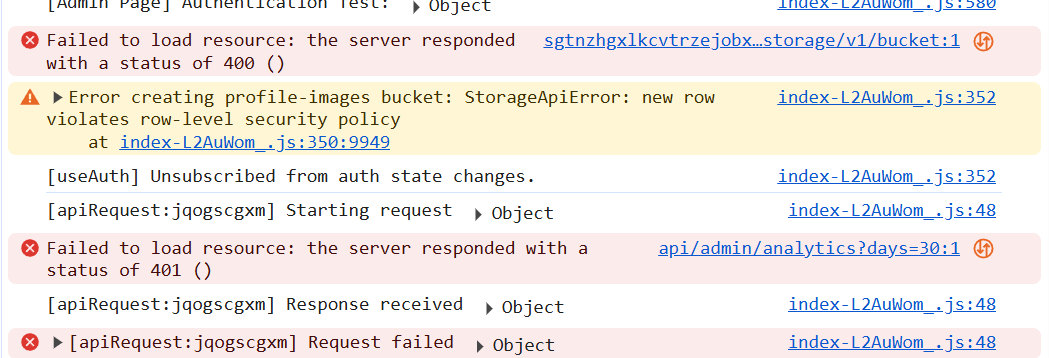 [Admin Page] Authentication Test: ▶ Object index-L2AuWom_.js:580
Failed to load resource: the server responded sgtnzhgxlkcvtrzejobx…storage/v1/bucket:1
with a status of 400 ()
▶ Error creating profile-images bucket: StorageApiError: new row index-L2AuWom_.js:352
violates row-level security policy
at index-L2AuWom_.js:350:9949
[useAuth] Unsubscribed from auth state changes. index-L2AuWom_.js:352
[apiRequest:jqogscgxm] Starting request ▶ Object index-L2AuWom_.js:48
Failed to load resource: the server responded with a api/admin/analytics?days=30:1
status of 401 ()
[apiRequest:jqogscgxm] Response received ▶ Object index-L2AuWom_.js:48
▶ [apiRequest:jqogscgxm] Request failed ▶ Object index-L2AuWom_.js:48